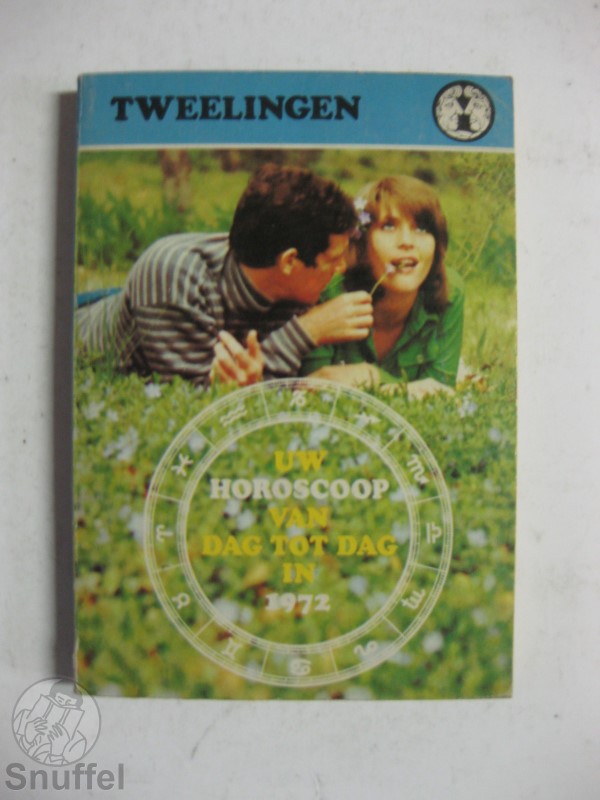 TWEELINGEN
UW
HOROSCOOP
VAN
DAG TOT DAG
IN
1972
Snuffel